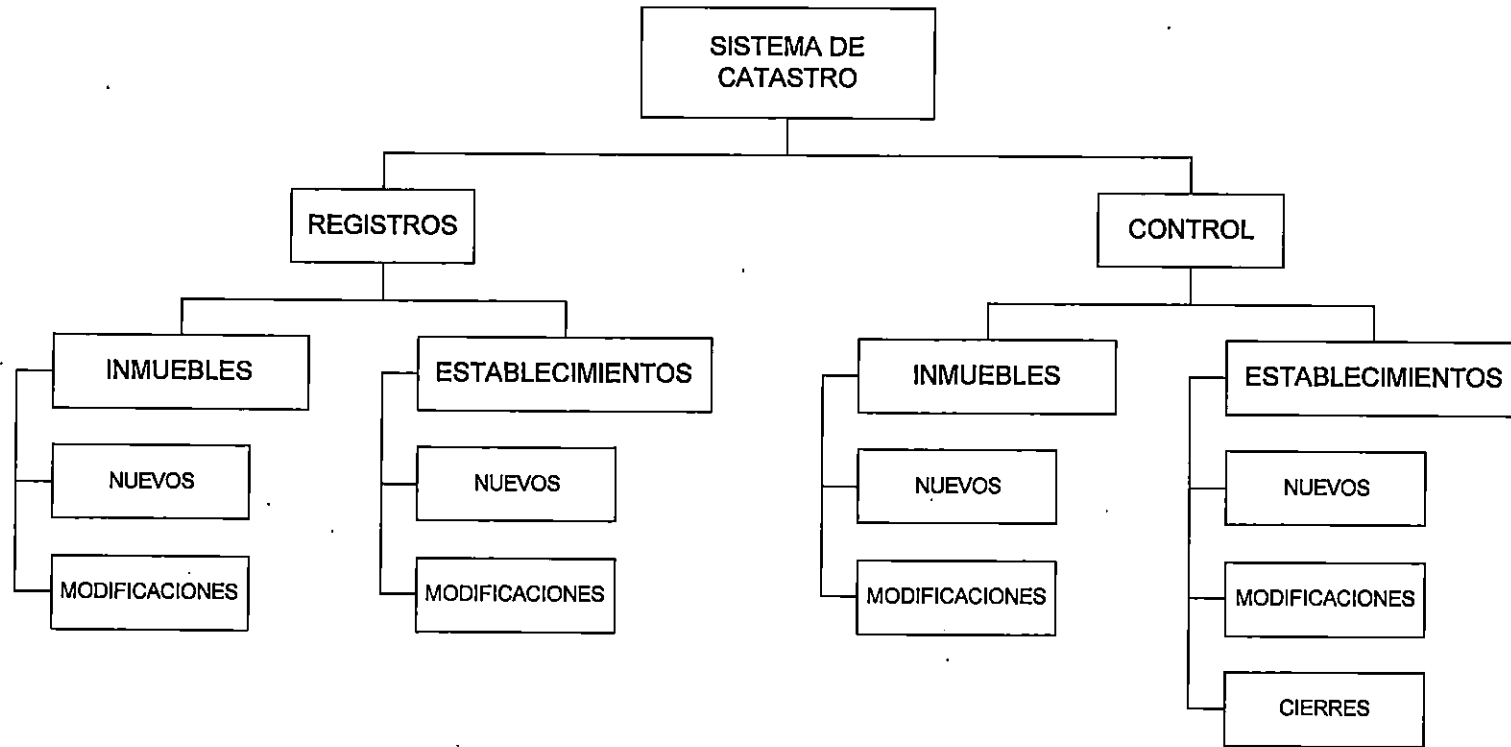 SISTEMA DE
CATASTRO
REGISTROS
CONTROL
INMUEBLES
ESTABLECIMIENTOS
INMUEBLES
ESTABLECIMIENTOS
NUEVOS
NUEVOS
NUEVOS
NUEVOS
MODIFICACIONES
MODIFICACIONES
MODIFICACIONES
MODIFICACIONES
CIERRES